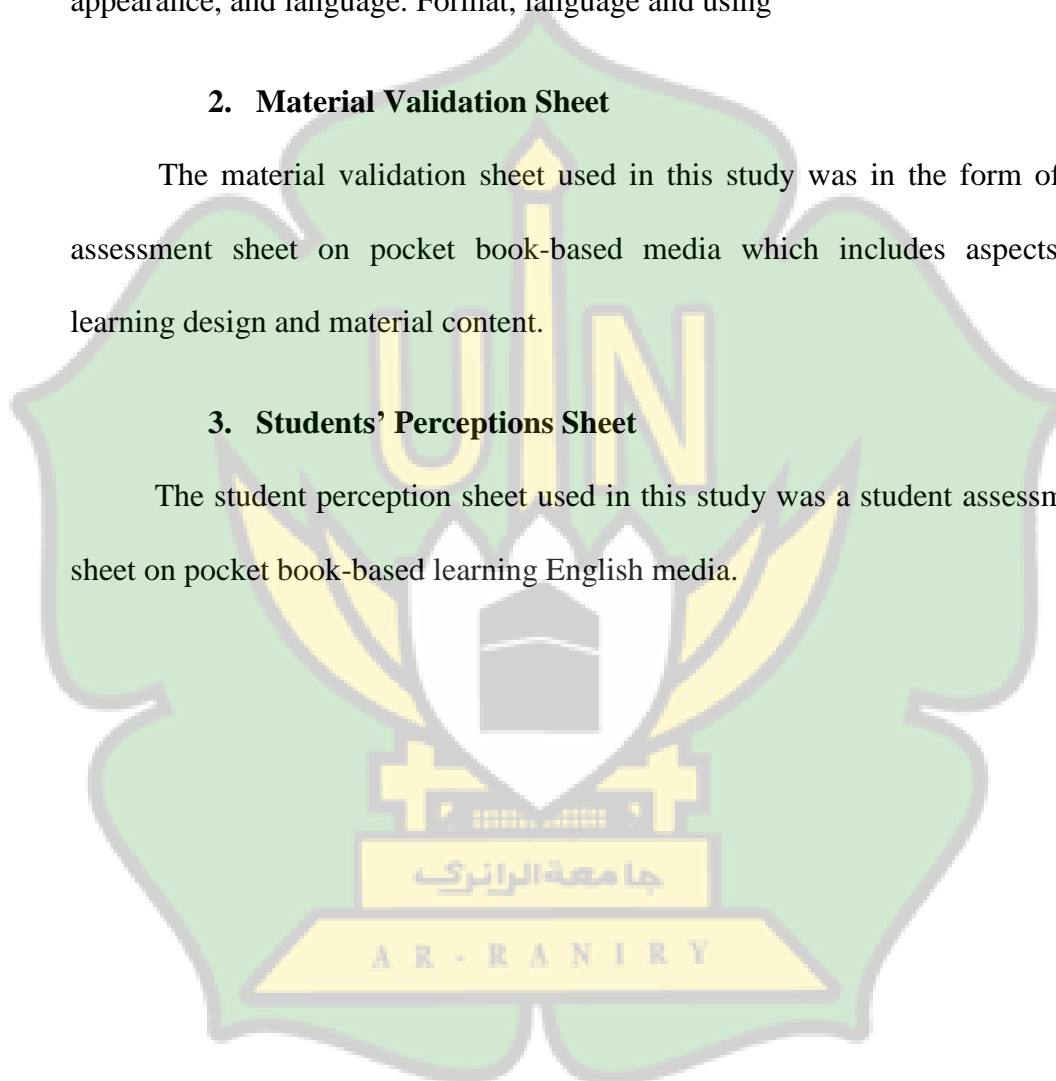 appearance, and language. Format, language and using
2. Material Validation Sheet
The material validation sheet used in this study was in the form of
assessment sheet on pocket book-based media which includes aspects
learning design and material content.
3. Students’ Perceptions Sheet
The student perception sheet used in this study was a student assessm
sheet on pocket book-based learning English media.
UIN
جامعة الرانري
AR-RANIRY